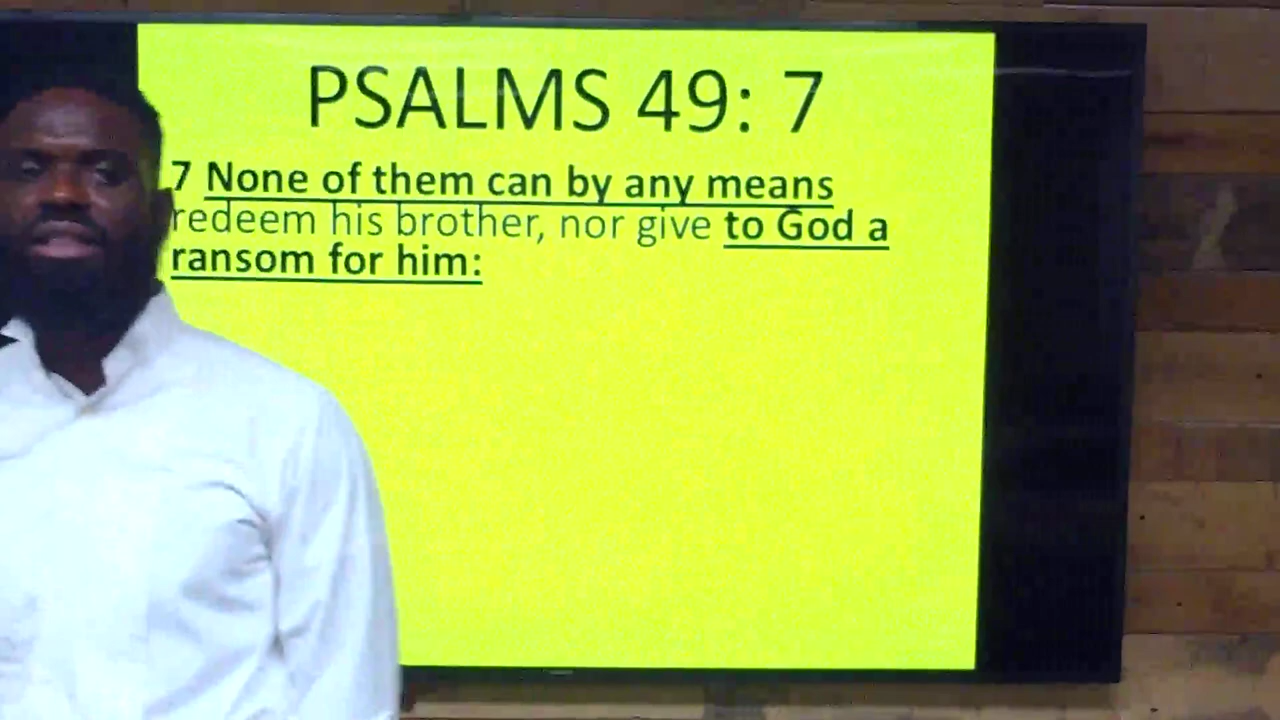 PSALMS 49: 7
7 None of them can by any means
redeem his brother, nor give to God a
ransom for him: